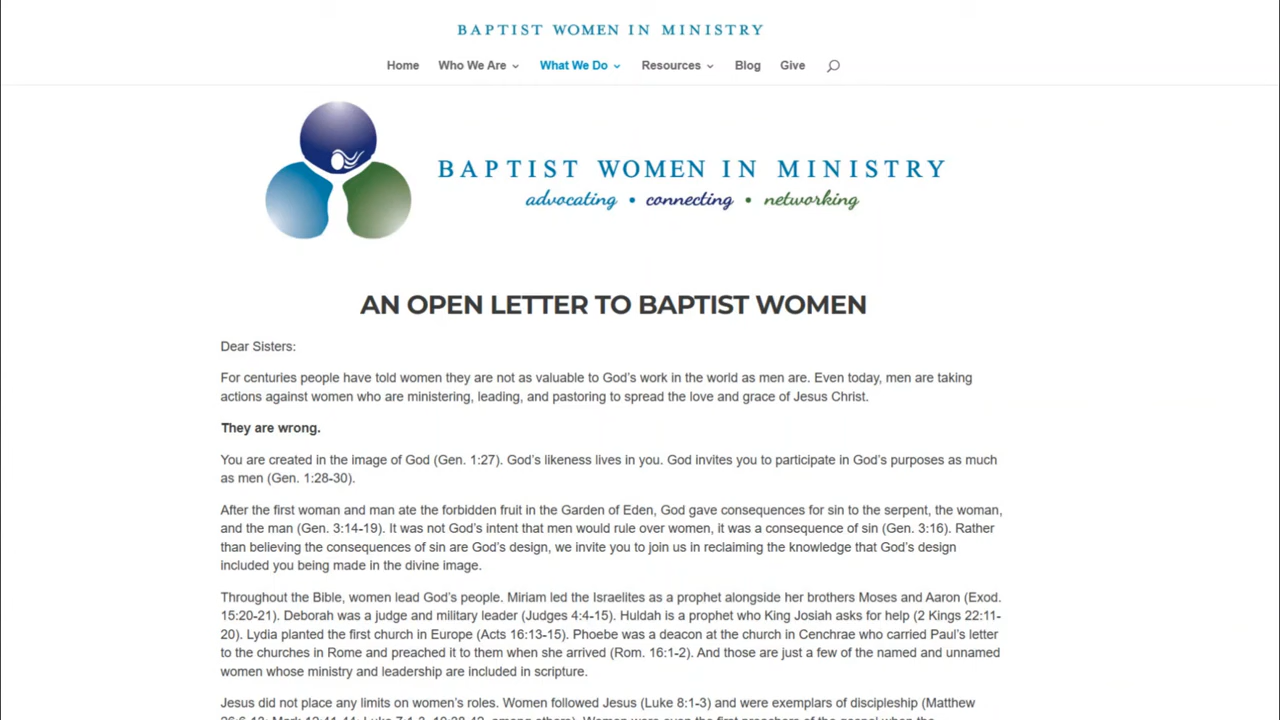 BAPTIST WOMEN IN MINISTRY
Home Who We Are What We Do Resources Blog Give
BAPTIST WOMEN IN MINISTRY
advocating • connecting • networking
AN OPEN LETTER TO BAPTIST WOMEN
Dear Sisters:
For centuries people have told women they are not as valuable to God’s work in the world as men are. Even today, men are taking
actions against women who are ministering, leading, and pastoring to spread the love and grace of Jesus Christ.
They are wrong.
You are created in the image of God (Gen. 1:27). God’s likeness lives in you. God invites you to participate in God’s purposes as much
as men (Gen. 1:28-30).
After the first woman and man ate the forbidden fruit in the Garden of Eden, God gave consequences for sin to the serpent, the woman,
and the man (Gen. 3:14-19). It was not God’s intent that men would rule over women, it was a consequence of sin (Gen. 3:16). Rather
than believing the consequences of sin are God’s design, we invite you to join us in reclaiming the knowledge that God’s design
included you being made in the divine image.
Throughout the Bible, women lead God’s people. Miriam led the Israelites as a prophet alongside her brothers Moses and Aaron (Exod.
15:20-21). Deborah was a judge and military leader (Judges 4:4-15). Huldah is a prophet who King Josiah asks for help (2 Kings 22:11-
20). Lydia planted the first church in Europe (Acts 16:13-15). Phoebe was a deacon at the church in Cenchrae who carried Paul’s letter
to the churches in Rome and preached it to them when she arrived (Rom. 16:1-2). And those are just a few of the named and unnamed
women whose ministry and leadership are included in scripture.
Jesus did not place any limits on women’s roles. Women followed Jesus (Luke 8:1-3) and were exemplars of discipleship (Matthew